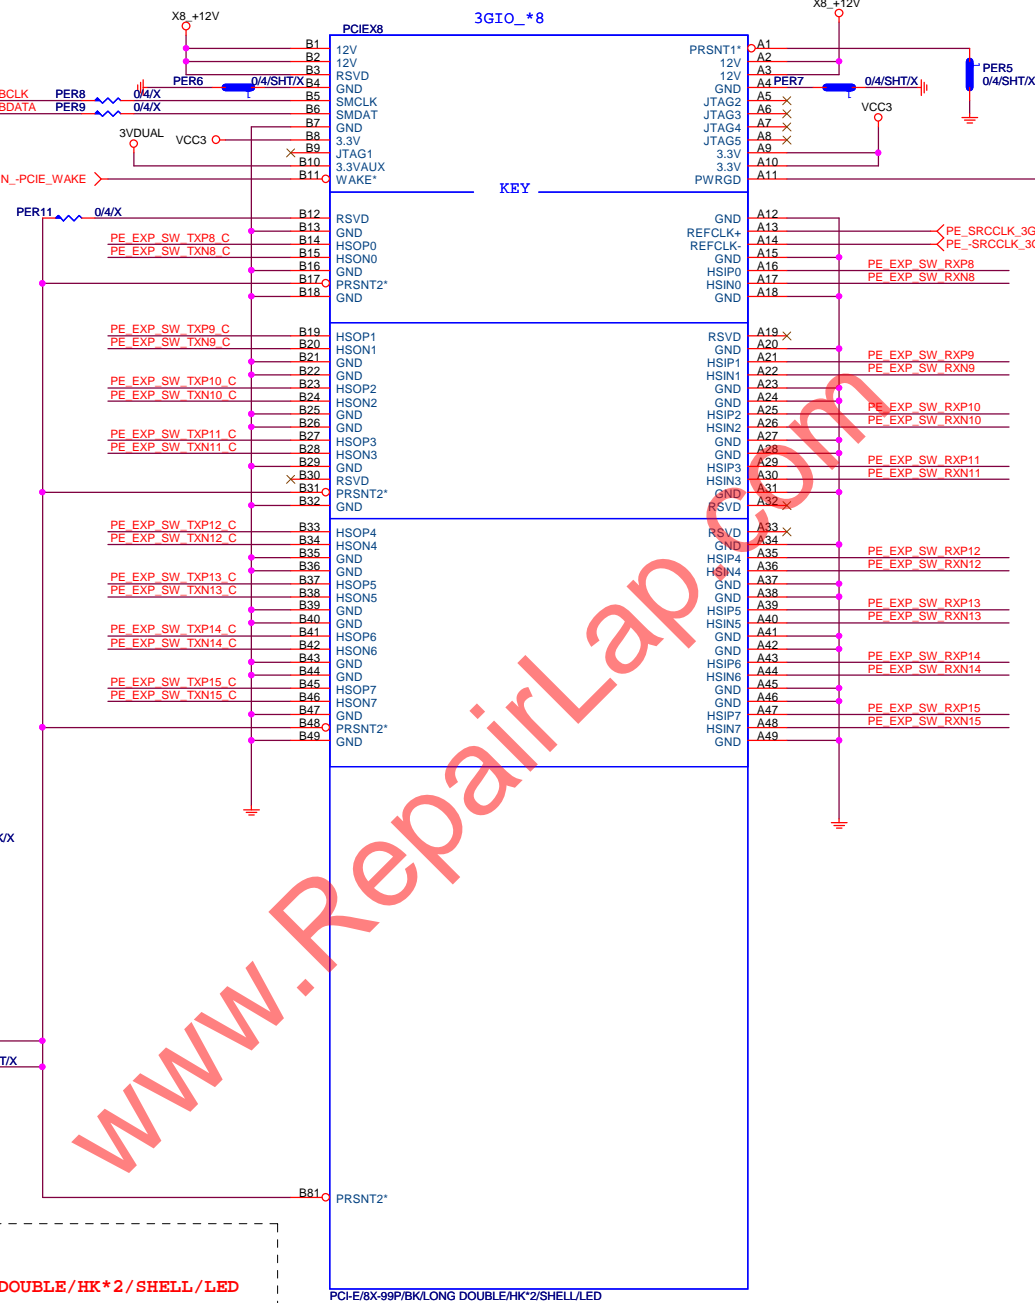 X8_+12V
3GIO_*8
X8_+12V
PCIEX8
B1 12V
B2 12V
B3 RSVD
B4 GND
B5 SMCLK
B6 SMDAT
B7 GND
B8 3.3V
B9 JTAG1
B10 3.3VAUX
B11 WAKE*
PRSNT1* A1
12V A2
12V A3
GND A4
JTAG2 A5
JTAG3 A6
JTAG4 A7
JTAG5 A8
3.3V A9
3.3V A10
PWRGD A11
PER6 0/4/SHT/X
BCLK PER8 0/4/X
BDATA PER9 0/4/X
3VDUAL
VCC3
N_-PCIE_WAKE
PER7 0/4/SHT/X
PER5
0/4/SHT/X
VCC3
KEY
PER11 0/4/X
B12 RSVD
B13 GND
PE_EXP_SW_TXP8_C B14 HSOP0
PE_EXP_SW_TXN8_C B15 HSON0
B16 GND
B17 PRSNT2*
B18 GND
GND A12
REFCLK+ A13 PE_SRCCLK_3G
REFCLK- A14 PE_-SRCCLK_3G
GND A15
HSIP0 A16 PE_EXP_SW_RXP8
HSIN0 A17 PE_EXP_SW_RXN8
GND A18
PE_EXP_SW_TXP9_C B19 HSOP1
PE_EXP_SW_TXN9_C B20 HSON1
B21 GND
B22 GND
PE_EXP_SW_TXP10_C B23 HSOP2
PE_EXP_SW_TXN10_C B24 HSON2
B25 GND
B26 GND
PE_EXP_SW_TXP11_C B27 HSOP3
PE_EXP_SW_TXN11_C B28 HSON3
B29 GND
B30 RSVD
B31 PRSNT2*
B32 GND
RSVD A19
GND A20
HSIP1 A21 PE_EXP_SW_RXP9
HSIN1 A22 PE_EXP_SW_RXN9
GND A23
GND A24
HSIP2 A25 PE_EXP_SW_RXP10
HSIN2 A26 PE_EXP_SW_RXN10
GND A27
GND A28
HSIP3 A29 PE_EXP_SW_RXP11
HSIN3 A30 PE_EXP_SW_RXN11
GND A31
RSVD A32
PE_EXP_SW_TXP12_C B33 HSOP4
PE_EXP_SW_TXN12_C B34 HSON4
B35 GND
B36 GND
PE_EXP_SW_TXP13_C B37 HSOP5
PE_EXP_SW_TXN13_C B38 HSON5
B39 GND
B40 GND
PE_EXP_SW_TXP14_C B41 HSOP6
PE_EXP_SW_TXN14_C B42 HSON6
B43 GND
B44 GND
PE_EXP_SW_TXP15_C B45 HSOP7
PE_EXP_SW_TXN15_C B46 HSON7
B47 GND
B48 PRSNT2*
B49 GND
RSVD A33
GND A34
HSIP4 A35 PE_EXP_SW_RXP12
HSIN4 A36 PE_EXP_SW_RXN12
GND A37
GND A38
HSIP5 A39 PE_EXP_SW_RXP13
HSIN5 A40 PE_EXP_SW_RXN13
GND A41
GND A42
HSIP6 A43 PE_EXP_SW_RXP14
HSIN6 A44 PE_EXP_SW_RXN14
GND A45
GND A46
HSIP7 A47 PE_EXP_SW_RXP15
HSIN7 A48 PE_EXP_SW_RXN15
GND A49
www.RepairLap.com
/X
T/X
B81 PRSNT2*
DOUBLE/HK*2/SHELL/LED
PCI-E/8X-99P/BK/LONG DOUBLE/HK*2/SHELL/LED